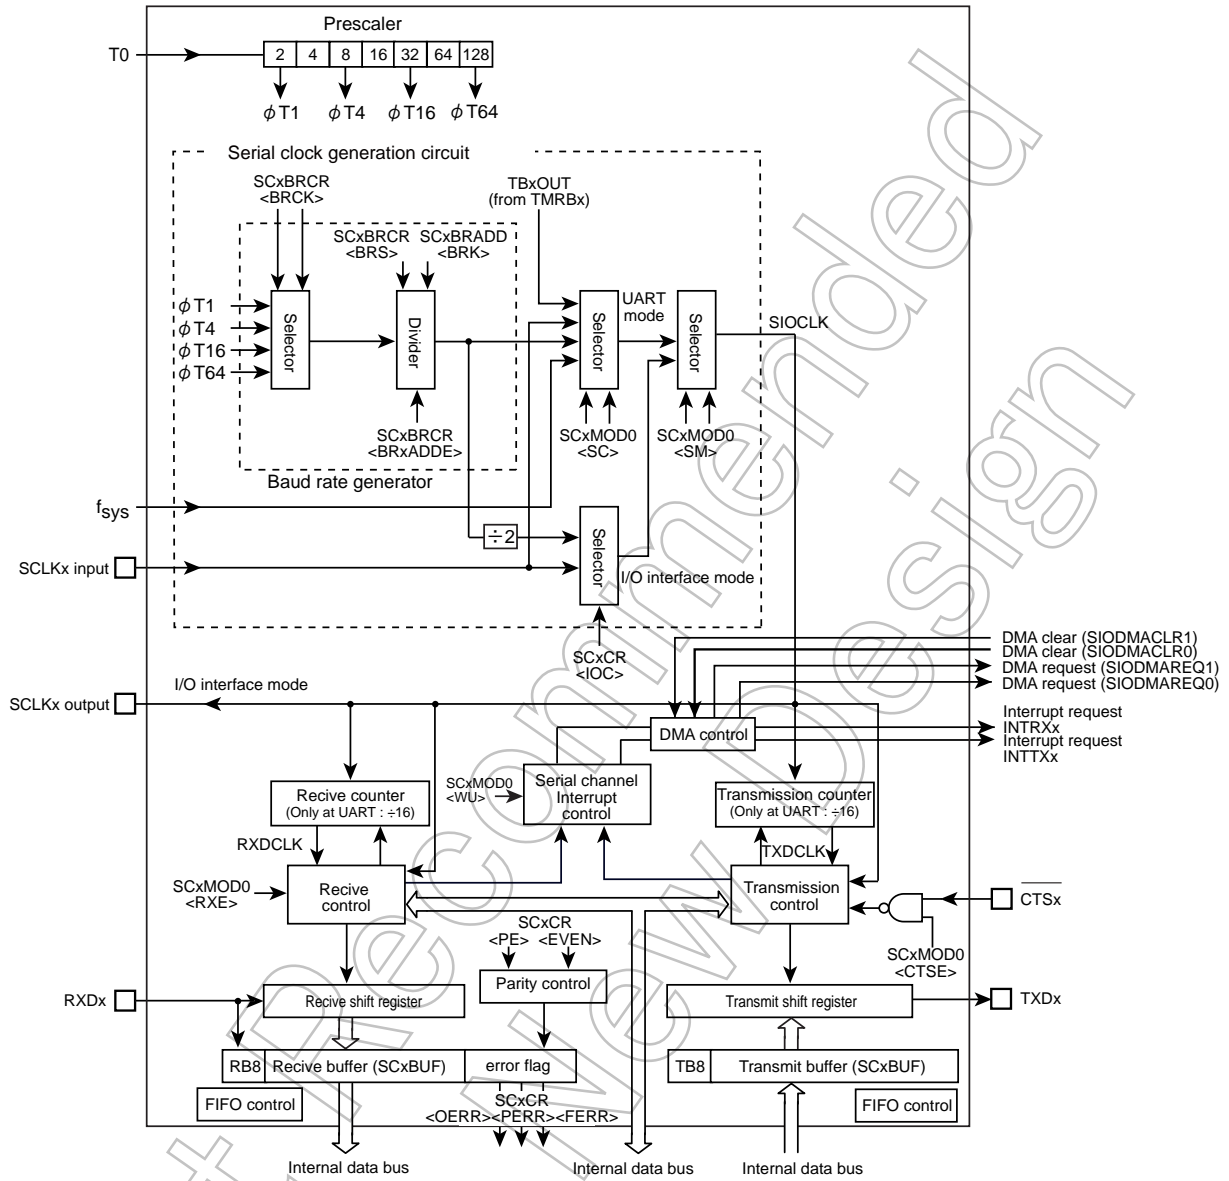 Prescaler
T0
2 4 8 16 32 64 128
ϕT1 ϕT4 ϕT16 ϕT64
Serial clock generation circuit
SCxBRCR
<BRCK>
TBxOUT
(from TMRBx)
SCxBRCR
<BRS>
SCxBRADD
<BRK>
ϕT1
ϕT4
ϕT16
ϕT64
Selector
Divider
Selector
UART
mode
Selector
SIOCLK
SCxBRCR
<BRxADDE>
SCxMOD0
<SC>
SCxMOD0
<SM>
Baud rate generator
fsys
÷2
Selector
SCLKx input
I/O interface mode
SCxCR
<IOC>
DMA clear (SIODMACLR1)
DMA clear (SIODMACLR0)
DMA request (SIODMAREQ1)
DMA request (SIODMAREQ0)
I/O interface mode
SCLKx output
DMA control
Interrupt request
INTRXx
Interrupt request
INTTXx
SCxMOD0
<WU>
Serial channel
Interrupt
control
Recive counter
(Only at UART : ÷16)
Transmission counter
(Only at UART : ÷16)
RXDCLK
TXDCLK
SCxMOD0
<RXE>
Recive
control
Transmission
control
CTSx
SCxCR
<PE> <EVEN>
SCxMOD0
<CTSE>
Parity control
RXDx
Recive shift register
Transmit shift register
TXDx
RB8 Recive buffer (SCxBUF) error flag
TB8 Transmit buffer (SCxBUF)
FIFO control
SCxCR
<OERR><PERR><FERR>
FIFO control
Internal data bus
Internal data bus
Internal data bus
t Recommended
New Design